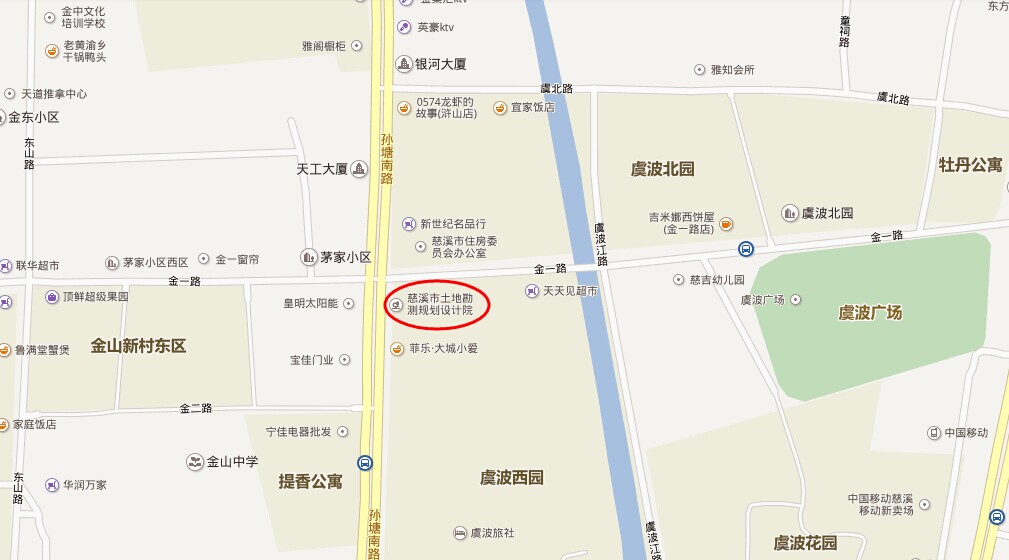 金中文化
培训学校
老黄渝乡
干锅鸭头
天道推拿中心
金东小区
东山路
雅阁橱柜
英豪ktv
银河大厦
0574龙虾的
故事(浒山店)
宜家饭店
虞北路
雅知会所
童祠路
东方
虞北路
孙塘南路
天工大厦
虞波北园
牡丹公寓
新世纪名品行
慈溪市住房委
员会办公室
吉米娜西饼屋
(金一路店)
虞波北园
虞波江路
金一路
联华超市
茅家小区西区
金一窗帘
茅家小区
金一路
金一路
慈吉幼儿园
天天见超市
虞波广场
虞波广场
顶鲜超级果园
皇明太阳能
慈溪市土地勘
测规划设计院
鲁满堂蟹煲
金山新村东区
宝佳门业
菲乐·大城小爱
金二路
家庭饭店
宁佳电器批发
中国移动
金山中学
提香公寓
虞波西园
华润万家
东山路
中国移动慈溪
移动新卖场
孙塘南路
虞波旅社
虞波江路
虞波花园